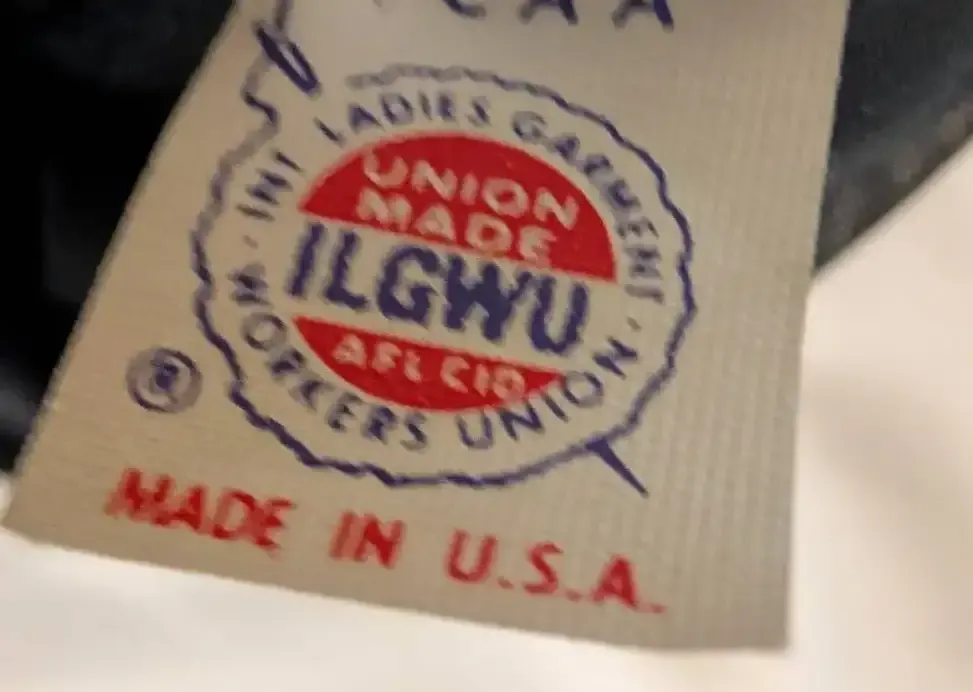 INT LADIES GARMENT
UNION
MADE
ILGWU
AFL CIO
WORKERS UNION
®
MADE IN U.S.A.